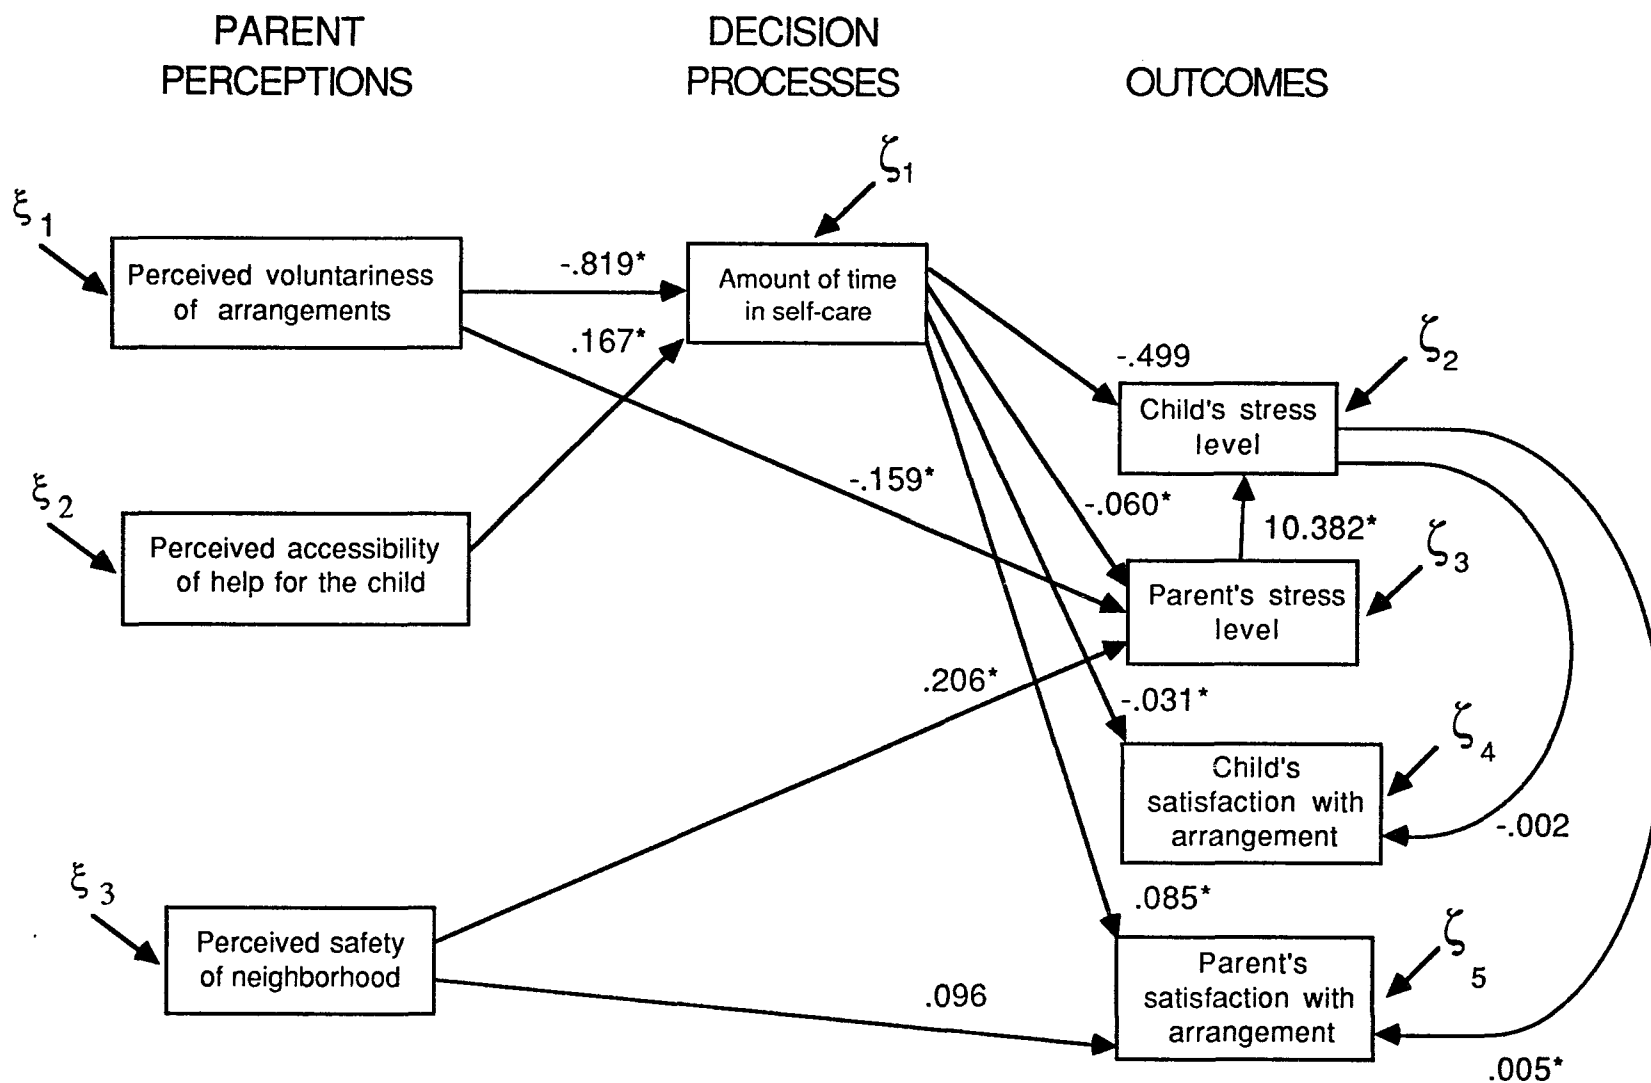 PARENT
PERCEPTIONS
DECISION
PROCESSES
OUTCOMES
ζ1
ξ1
Perceived voluntariness
of arrangements
-.819*
.167*
Amount of time
in self-care
-.499
ζ2
Child's stress
level
ξ2
Perceived accessibility
of help for the child
-.159*
-.060*
10.382*
ζ3
Parent's stress
level
.206*
-.031*
ζ4
Child's
satisfaction with
arrangement
-.002
ξ3
Perceived safety
of neighborhood
.085*
.096
ζ5
Parent's
satisfaction with
arrangement
.005*